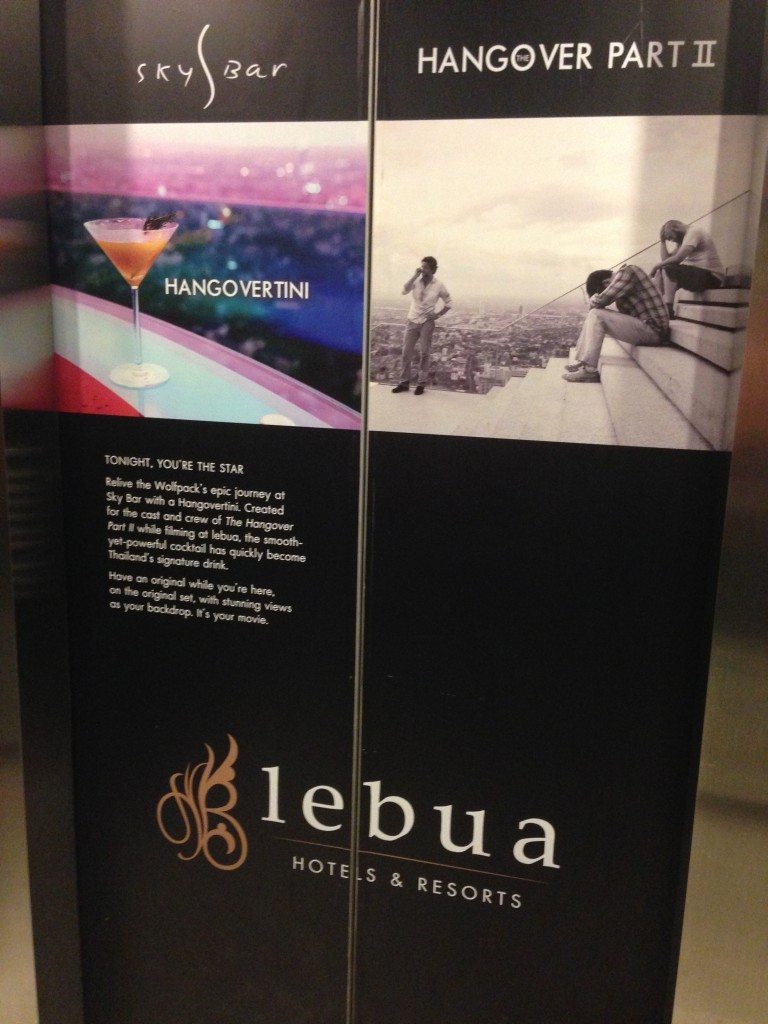 sky Bar
THE HANGOVER PART II
HANGOVERTINI
TONIGHT, YOU'RE THE STAR
Relive the Wolfpack's epic journey at
Sky Bar with a Hangovertini. Created
for the cast and crew of The Hangover
Part II while filming at lebua, the smooth-
yet-powerful cocktail has quickly become
Thailand's signature drink.
Have an original while you're here,
on the original set, with stunning views
as your backdrop. It's your movie.
lebua
HOTELS & RESORTS